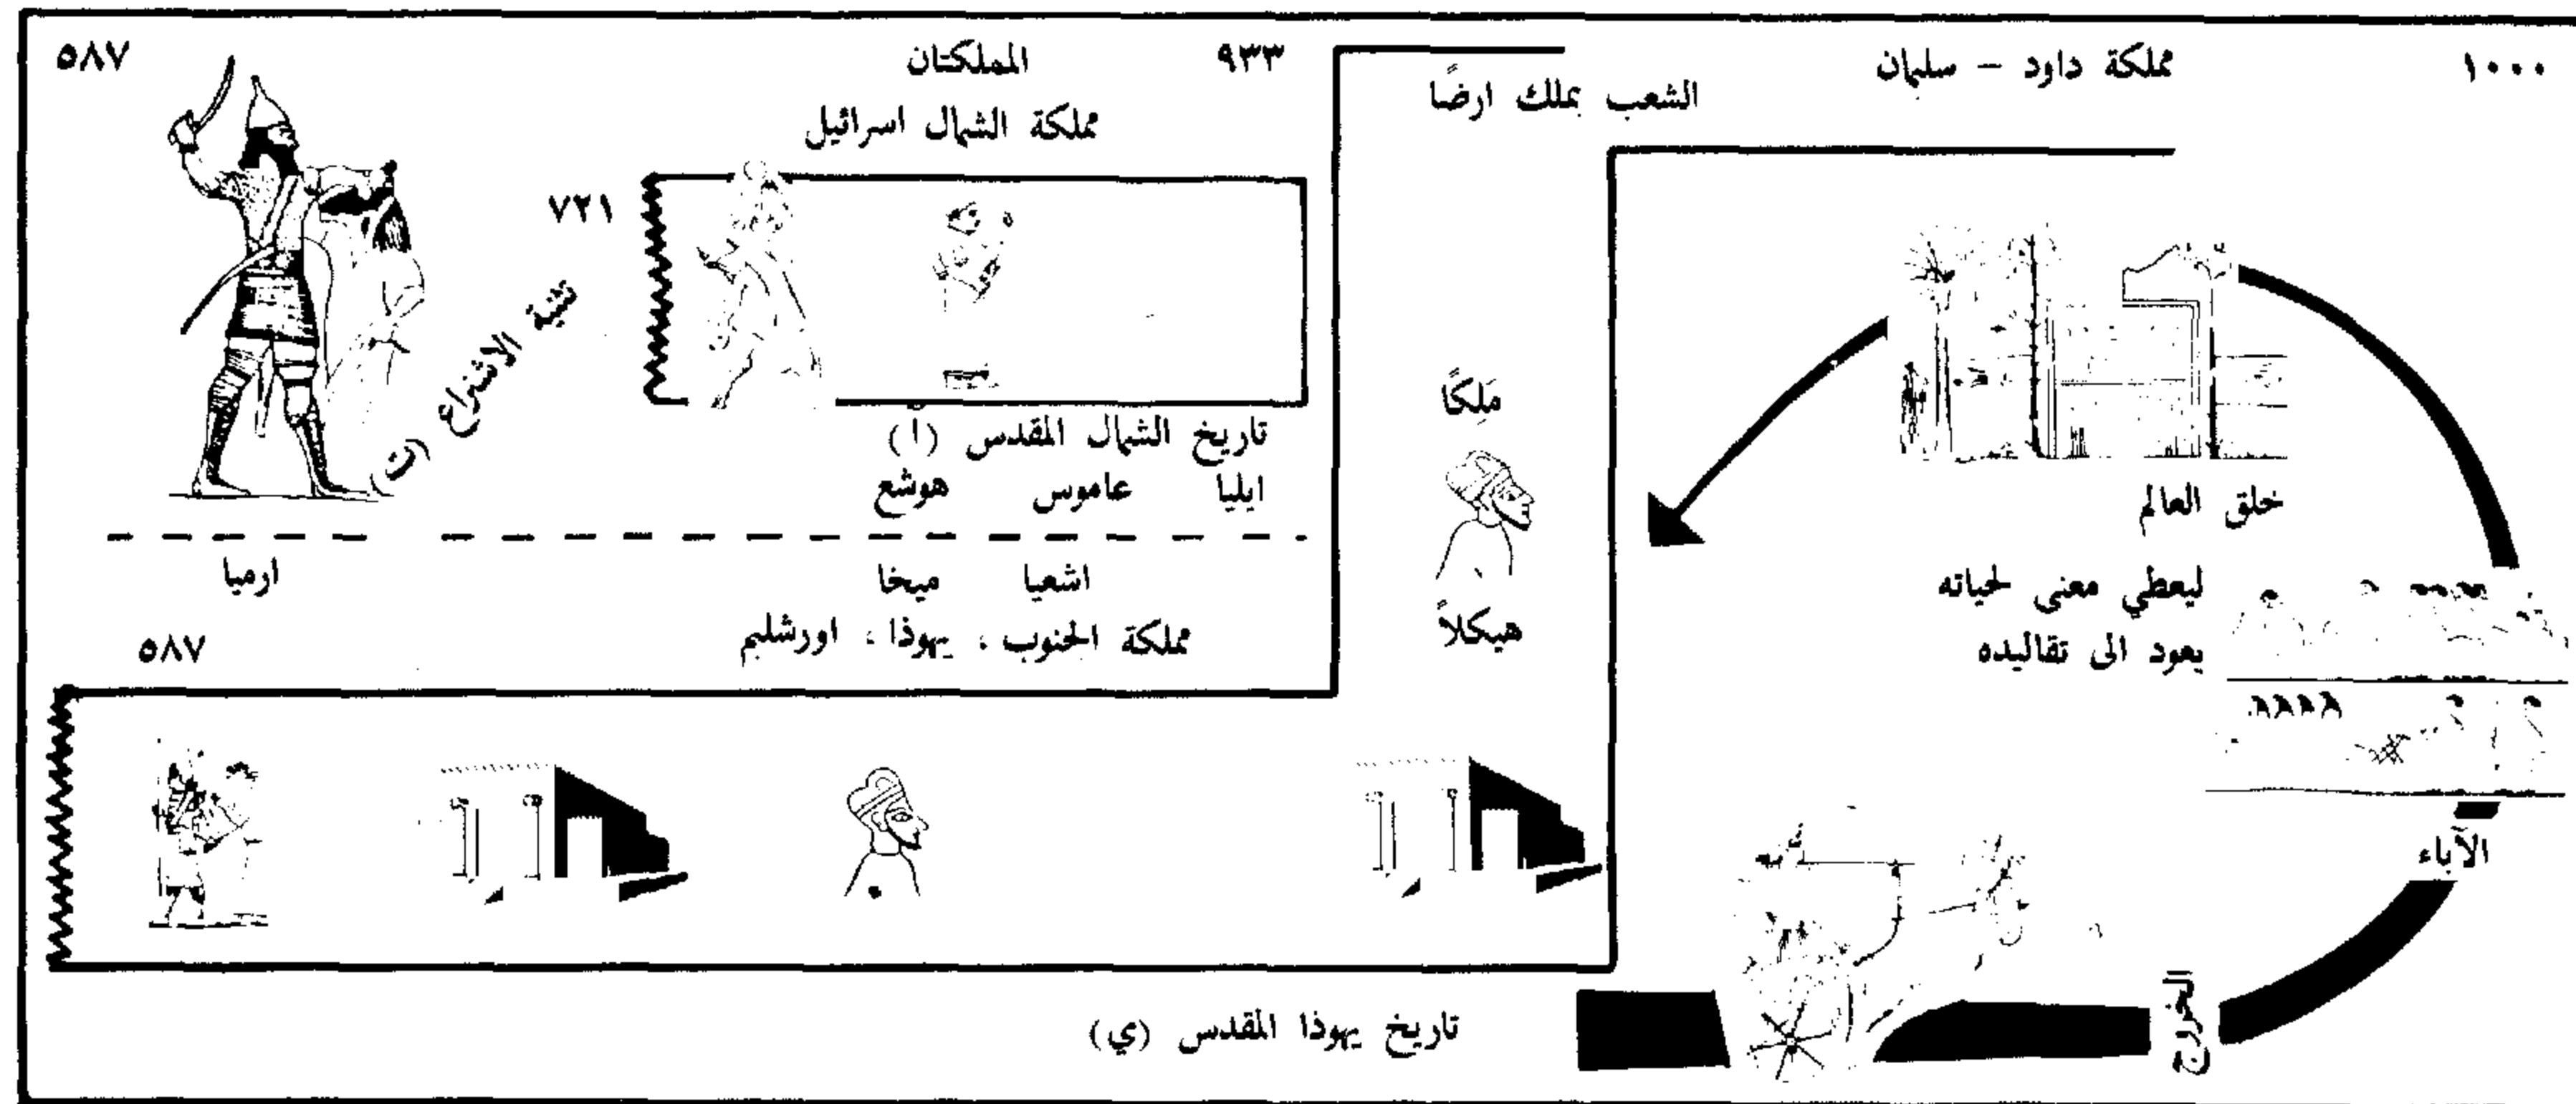 ١٠٠٠
مملكة داود – سليمان
الشعب يملك ارضًا
مَلِكًا
هيكلاً
خلق العالم
ليعطي معنى لحياته
يعود الى تقاليده
الآباء
الخروج
٩٣٣
المملكتان
مملكة الشمال اسرائيل
٧٢١
تاريخ الشمال المقدس (أ)
ايليا عاموس هوشع
٥٨٧
تثنية الاشتراع (ت)
اشعيا ميخا ارميا
مملكة الجنوب ، يهوذا ، اورشليم
٥٨٧
تاريخ يهوذا المقدس (ي)